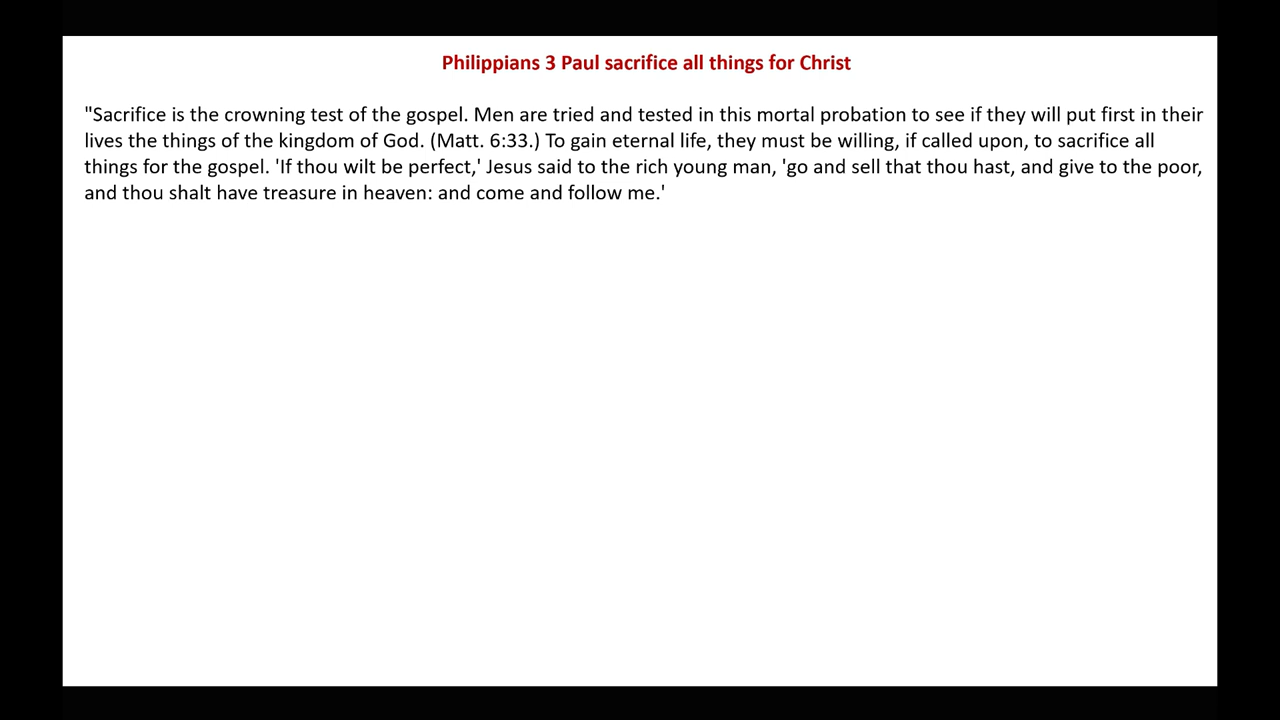 Philippians 3 Paul sacrifice all things for Christ
"Sacrifice is the crowning test of the gospel. Men are tried and tested in this mortal probation to see if they will put first in their
lives the things of the kingdom of God. (Matt. 6:33.) To gain eternal life, they must be willing, if called upon, to sacrifice all
things for the gospel. 'If thou wilt be perfect,' Jesus said to the rich young man, 'go and sell that thou hast, and give to the poor,
and thou shalt have treasure in heaven: and come and follow me.'